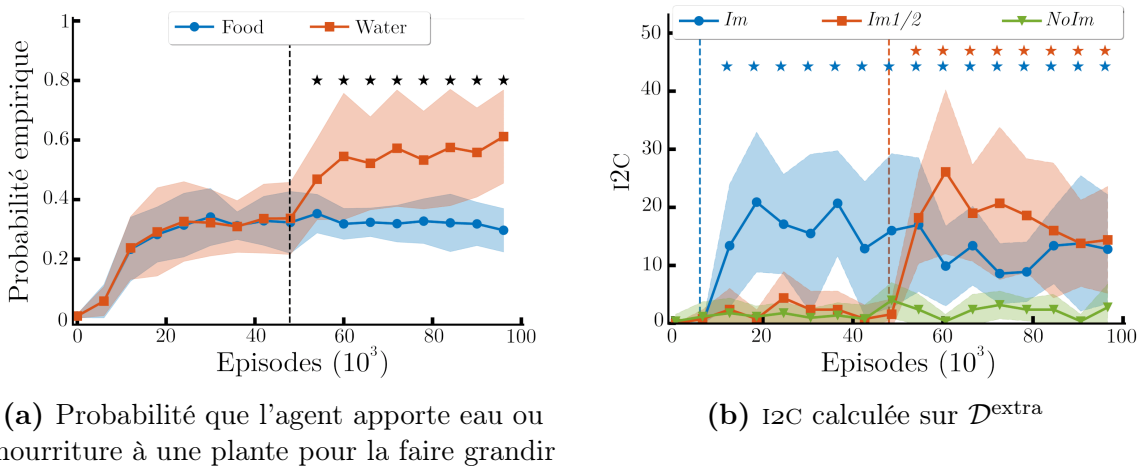 Food
Water
Probabilité empirique
1
0.8
0.6
0.4
0.2
0
0
20
40
60
80
100
Episodes (10³)
(a) Probabilité que l'agent apporte eau ou
nourriture à une plante pour la faire grandir
Im
Im1/2
NoIm
I2C
50
40
30
20
10
0
0
20
40
60
80
100
Episodes (10³)
(b) I2C calculée sur 𝒟extra